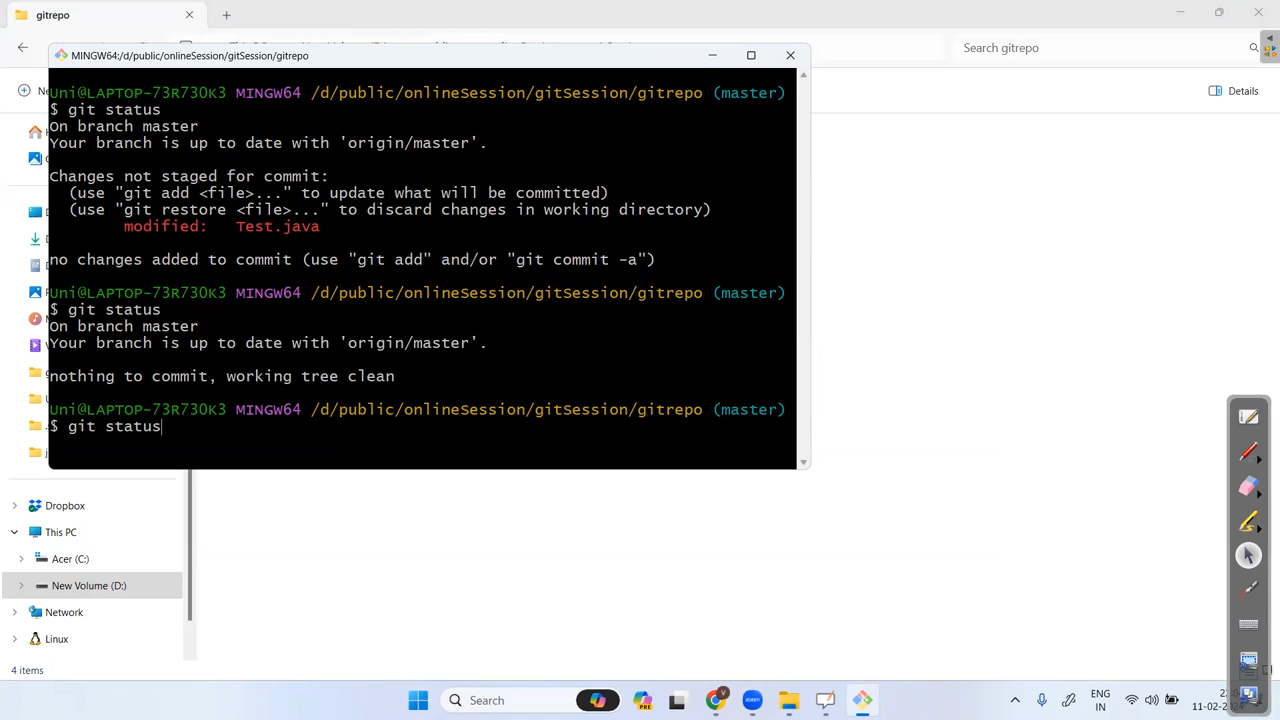 gitrepo
MINGW64:/d/public/onlineSession/gitSession/gitrepo
Search gitrepo
Details
Uni@LAPTOP-73R730K3 MINGW64 /d/public/onlineSession/gitSession/gitrepo (master)
$ git status
On branch master
Your branch is up to date with 'origin/master'.
Changes not staged for commit:
(use "git add <file>..." to update what will be committed)
(use "git restore <file>..." to discard changes in working directory)
modified: Test.java
no changes added to commit (use "git add" and/or "git commit -a")
Uni@LAPTOP-73R730K3 MINGW64 /d/public/onlineSession/gitSession/gitrepo (master)
$ git status
On branch master
Your branch is up to date with 'origin/master'.
nothing to commit, working tree clean
Uni@LAPTOP-73R730K3 MINGW64 /d/public/onlineSession/gitSession/gitrepo (master)
$ git status
Dropbox
This PC
Acer (C:)
New Volume (D:)
Network
Linux
4 items
Search
PRE
zoom
ENG
IN